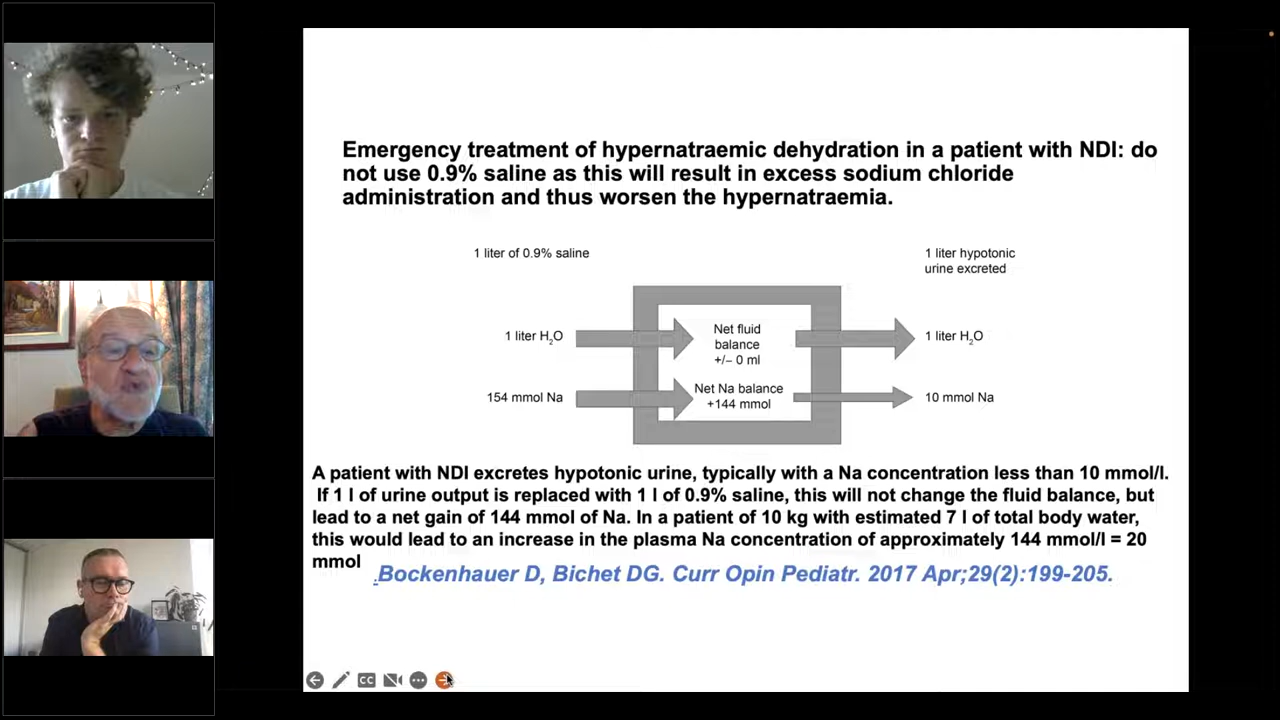 Emergency treatment of hypernatraemic dehydration in a patient with NDI: do
not use 0.9% saline as this will result in excess sodium chloride
administration and thus worsen the hypernatraemia.
1 liter of 0.9% saline
1 liter hypotonic
urine excreted
1 liter H₂O
Net fluid
balance
+/– 0 ml
1 liter H₂O
154 mmol Na
Net Na balance
+144 mmol
10 mmol Na
A patient with NDI excretes hypotonic urine, typically with a Na concentration less than 10 mmol/l.
If 1 l of urine output is replaced with 1 l of 0.9% saline, this will not change the fluid balance, but
lead to a net gain of 144 mmol of Na. In a patient of 10 kg with estimated 7 l of total body water,
this would lead to an increase in the plasma Na concentration of approximately 144 mmol/l = 20
mmol
.Bockenhauer D, Bichet DG. Curr Opin Pediatr. 2017 Apr;29(2):199-205.
CC